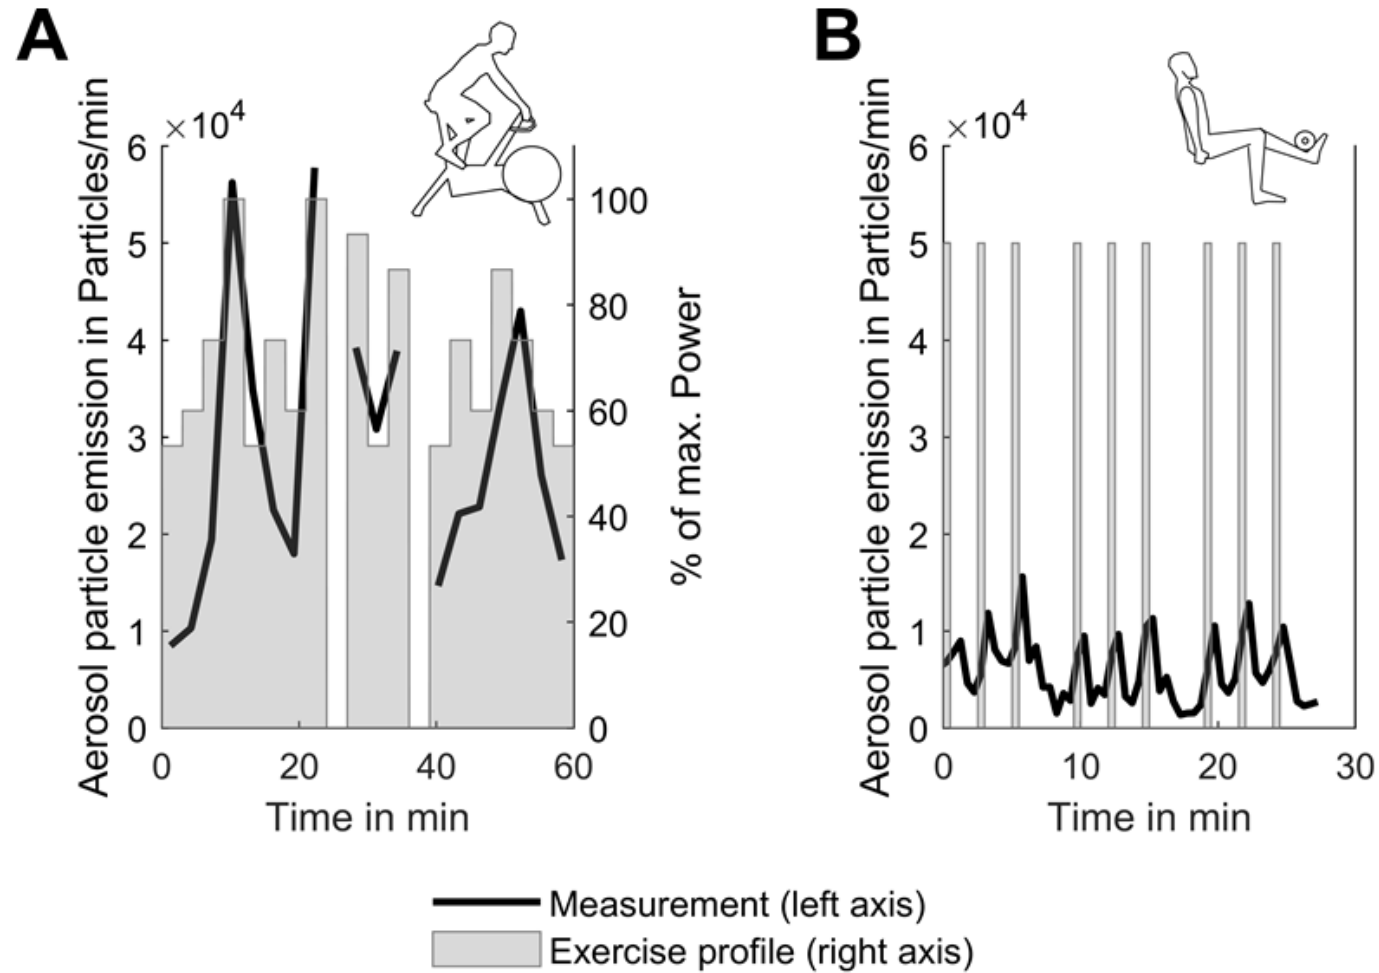 A
B
×10⁴
×10⁴
Aerosol particle emission in Particles/min
6
5
4
3
2
1
0
100
80
60
40
20
0
% of max. Power
0 20 40 60
Time in min
Aerosol particle emission in Particles/min
6
5
4
3
2
1
0
0 10 20 30
Time in min
Measurement (left axis)
Exercise profile (right axis)